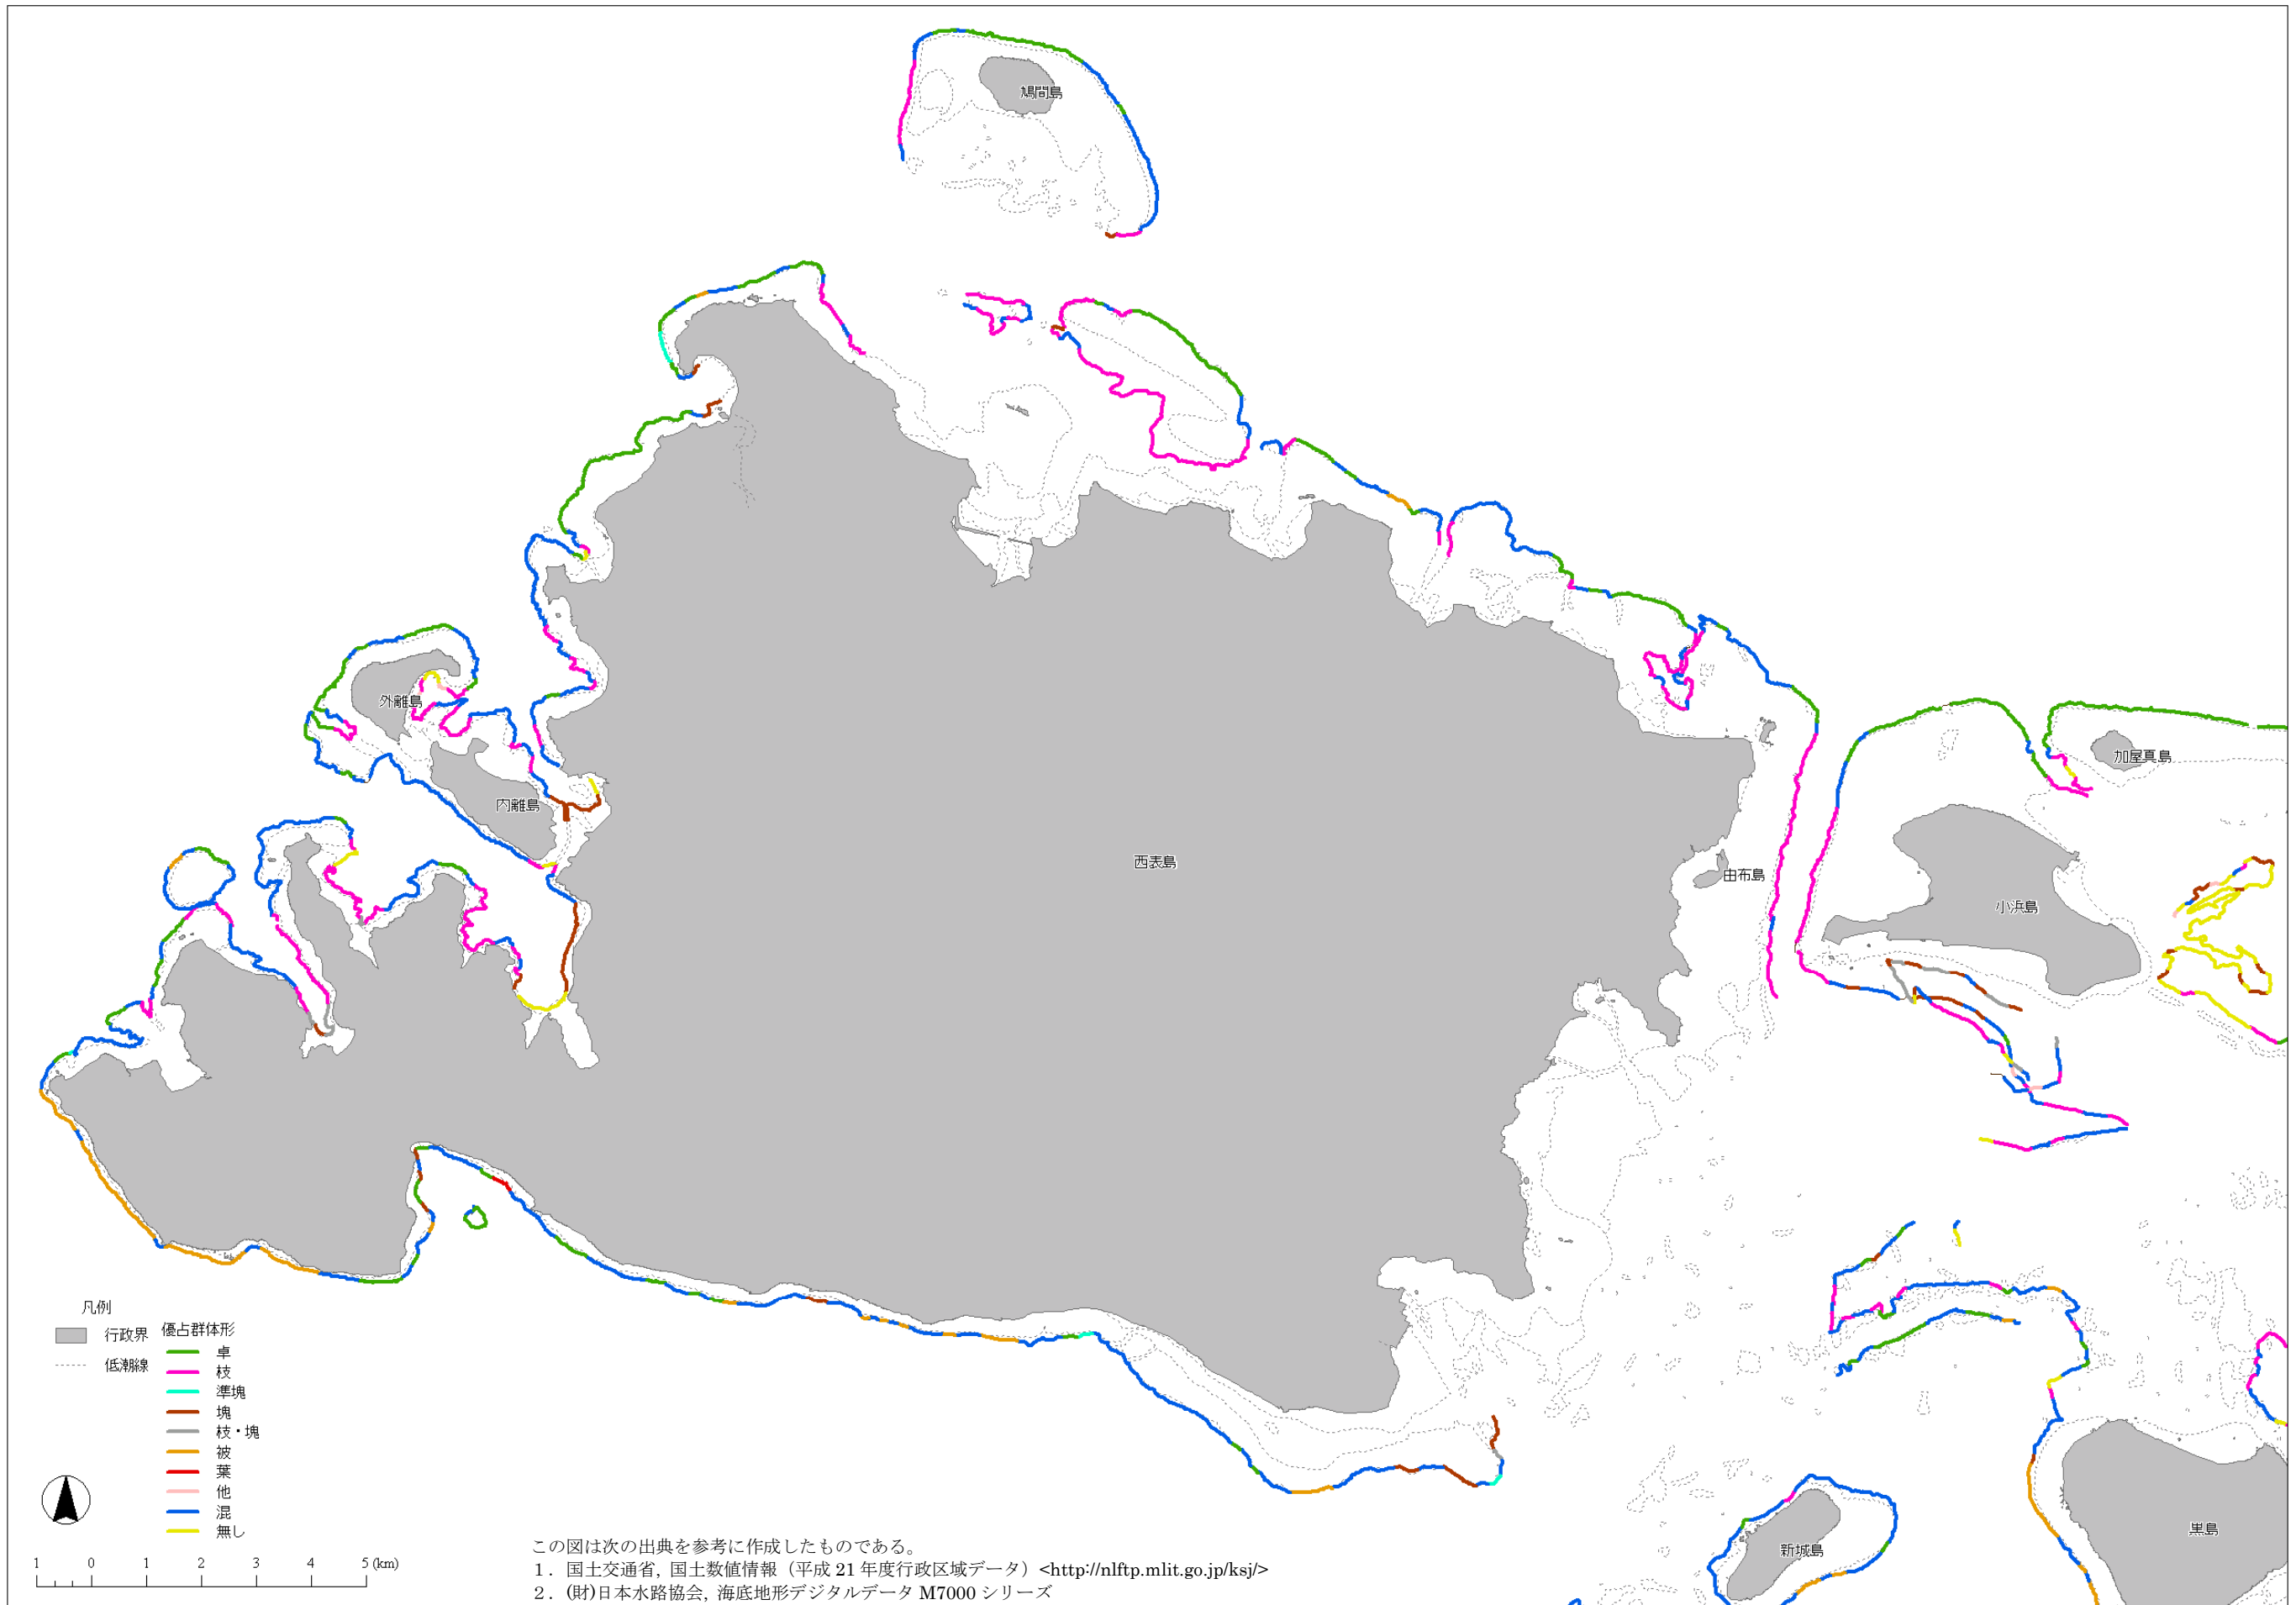 鳩間島
外離島
内離島
西表島
由布島
加屋真島
小浜島
新城島
黒島
凡例
行政界
低潮線
優占群体形
卓
枝
準塊
塊
枝・塊
被
葉
他
混
無し
1 0 1 2 3 4 5 (km)
この図は次の出典を参考に作成したものである。
1．国土交通省, 国土数値情報（平成 21 年度行政区域データ）<http://nlftp.mlit.go.jp/ksj/>
２．(財)日本水路協会, 海底地形デジタルデータ M7000 シリーズ